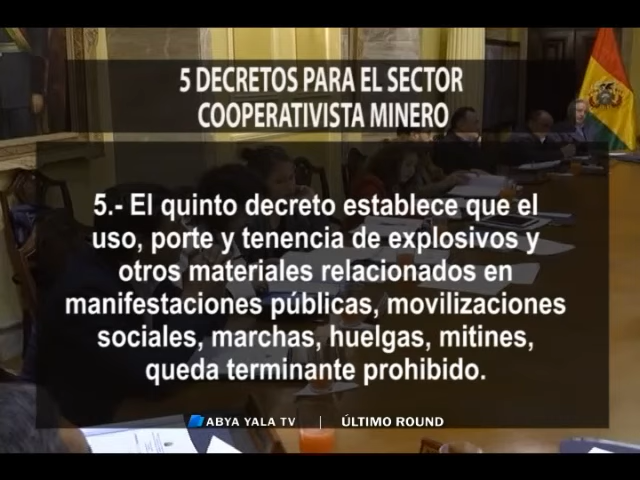 5 DECRETOS PARA EL SECTOR
COOPERATIVISTA MINERO
5.- El quinto decreto establece que el
uso, porte y tenencia de explosivos y
otros materiales relacionados en
manifestaciones públicas, movilizaciones
sociales, marchas, huelgas, mitines,
queda terminante prohibido.
ABYA YALA TV | ÚLTIMO ROUND